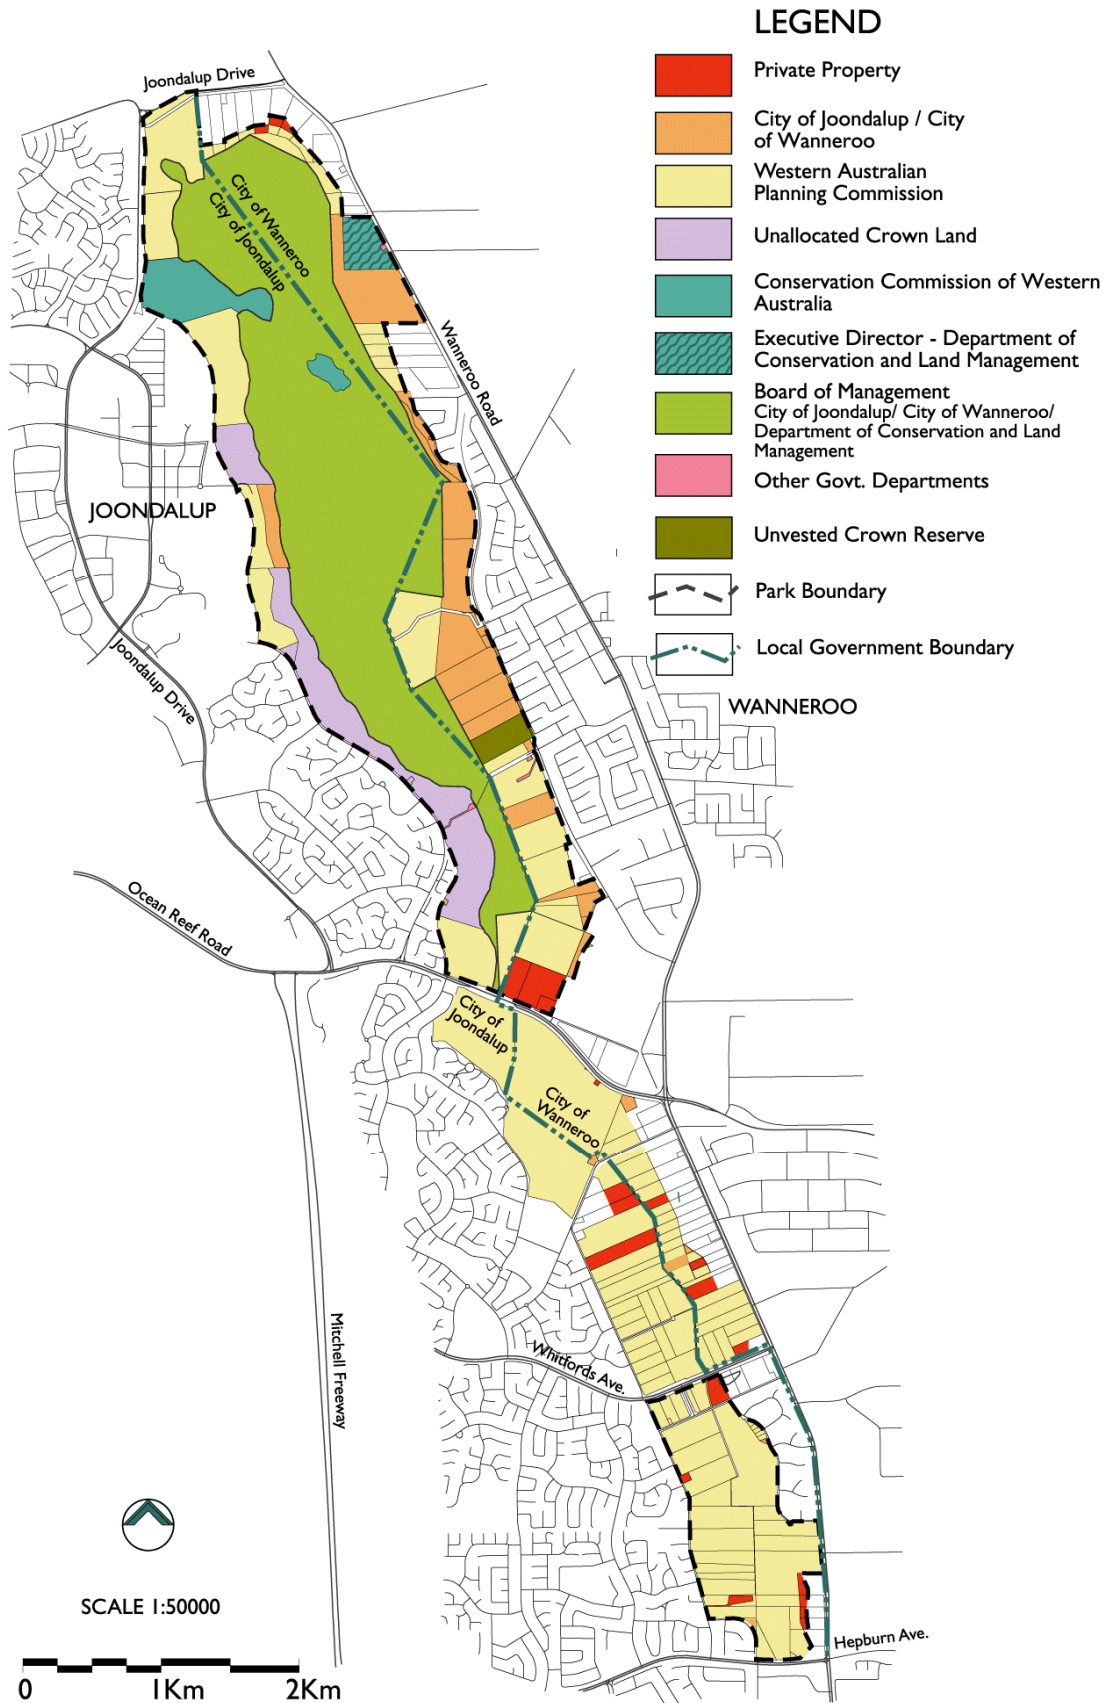 LEGEND
Private Property
City of Joondalup / City
of Wanneroo
Western Australian
Planning Commission
Unallocated Crown Land
Conservation Commission of Western
Australia
Executive Director - Department of
Conservation and Land Management
Board of Management
City of Joondalup/ City of Wanneroo/
Department of Conservation and Land
Management
Other Govt. Departments
Unvested Crown Reserve
Park Boundary
Local Government Boundary
Joondalup Drive
City of Wanneroo
City of Joondalup
Wanneroo Road
JOONDALUP
Joondalup Drive
WANNEROO
Ocean Reef Road
City of
Joondalup
City of
Wanneroo
Mitchell Freeway
Whitfords Ave.
Hepburn Ave.
SCALE 1:50000
0 1Km 2Km